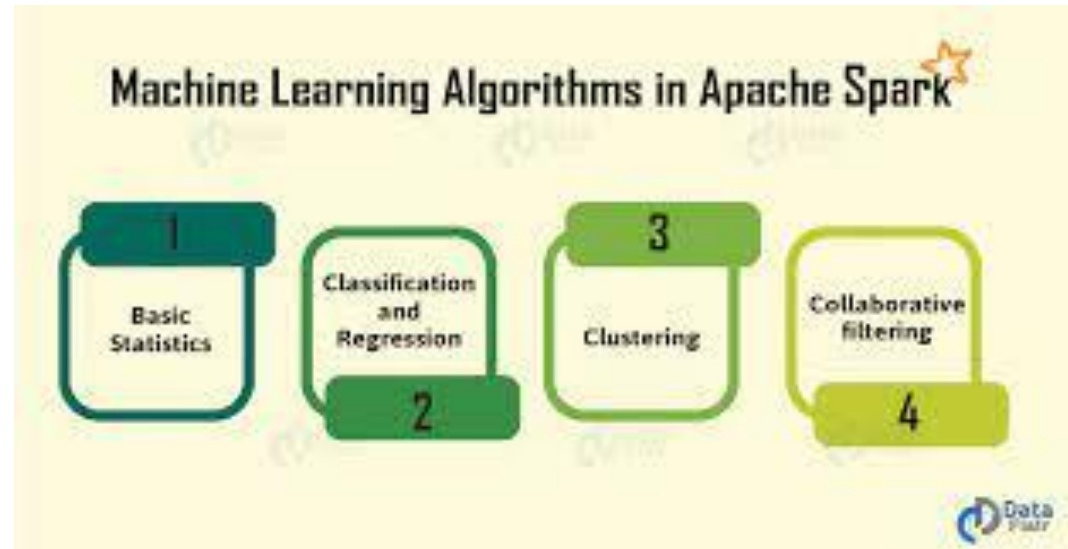 Machine Learning Algorithms in Apache Spark
1
Basic
Statistics
Classification
and
Regression
2
3
Clustering
Collaborative
filtering
4
Data
Flair